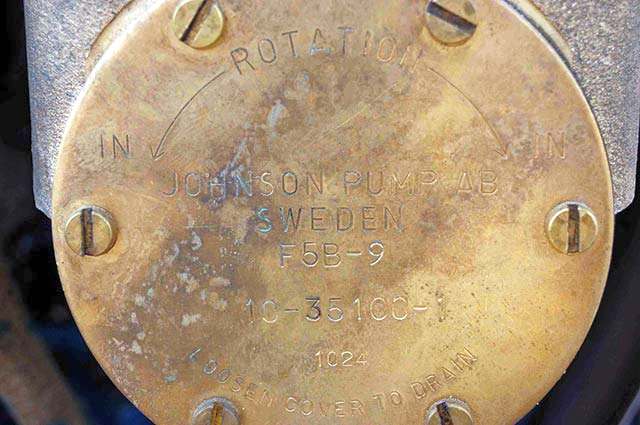 ROTATION
IN IN
JOHNSON PUMP AB
SWEDEN
F5B-9
10-35100-1
1024
LOOSEN COVER TO DRAIN